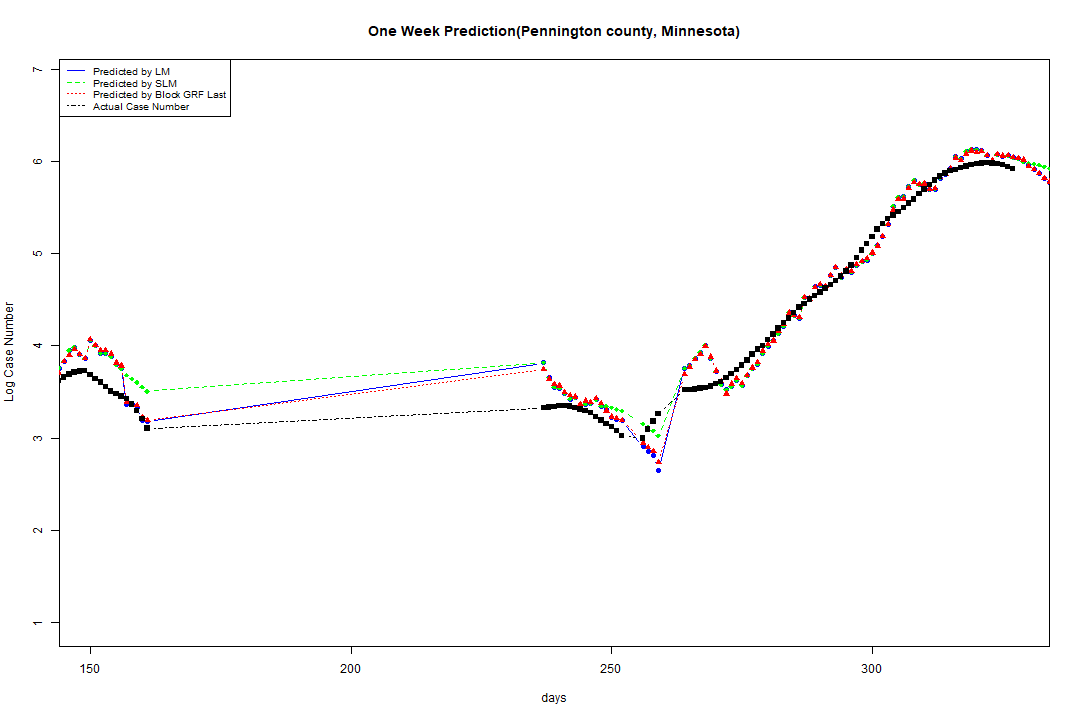 One Week Prediction(Pennington county, Minnesota)
Predicted by LM
Predicted by SLM
Predicted by Block GRF Last
Actual Case Number
Log Case Number
7
6
5
4
3
2
1
150 200 250 300
days